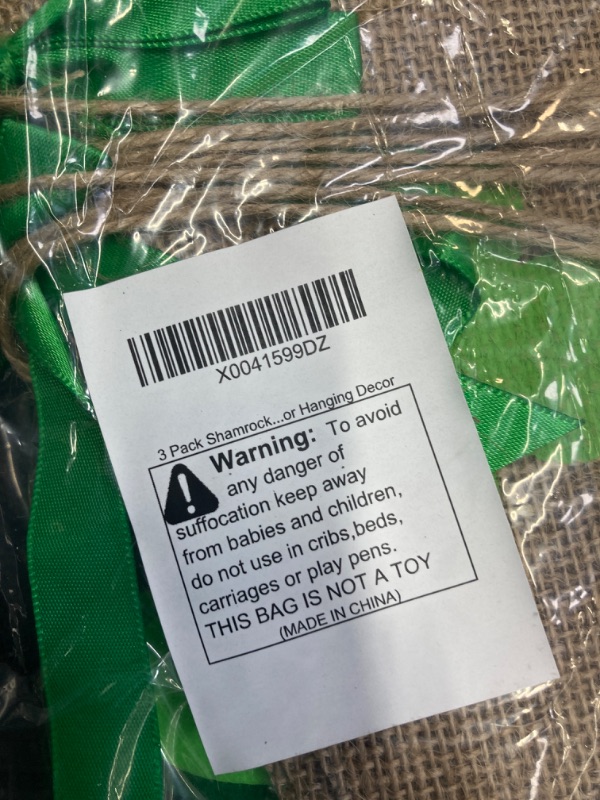 X0041599DZ
3 Pack Shamrock...or Hanging Decor
Warning: To avoid
any danger of
suffocation keep away
from babies and children,
do not use in cribs,beds,
carriages or play pens.
THIS BAG IS NOT A TOY
(MADE IN CHINA)